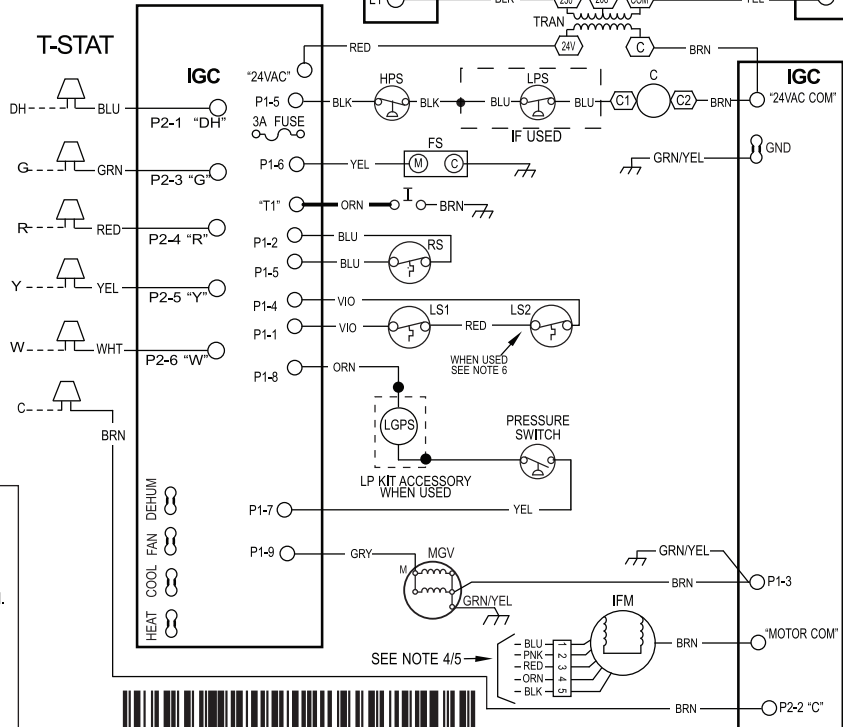 L1
BLK
230
208
COM
YEL
TRAN
T-STAT
RED
24V
C
BRN
IGC
"24VAC"
HPS
LPS
C
IGC
DH
BLU
P2-1 "DH"
P1-5
BLK
BLK
BLU
BLU
C1
C2
BRN
"24VAC COM"
3A FUSE
IF USED
FS
GND
G
GRN
P2-3 "G"
P1-6
YEL
M
C
GRN/YEL
R
RED
P2-4 "R"
"T1"
ORN
I
BRN
P1-2
BLU
RS
P1-5
BLU
Y
YEL
P2-5 "Y"
P1-4
VIO
LS1
LS2
P1-1
VIO
RED
W
WHT
P2-6 "W"
WHEN USED
SEE NOTE 6
P1-8
ORN
C
BRN
LGPS
PRESSURE
SWITCH
LP KIT ACCESSORY
WHEN USED
DEHUM
P1-7
YEL
FAN
P1-9
GRY
MGV
M
GRN/YEL
COOL
BRN
P1-3
GRN/YEL
IFM
HEAT
SEE NOTE 4/5
BLU
1
PNK
2
RED
3
ORN
4
BLK
5
BRN
"MOTOR COM"
BRN
P2-2 "C"